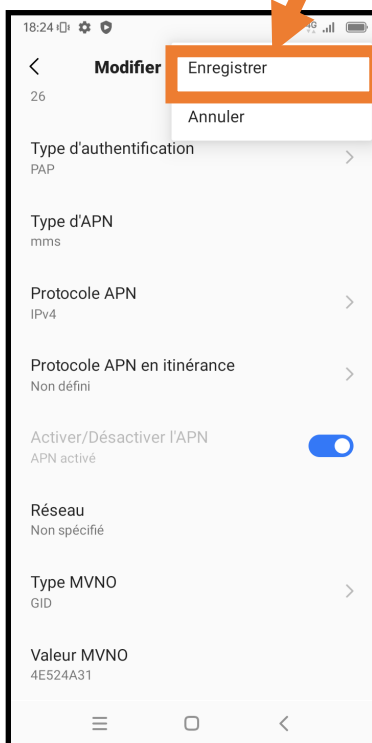 18:24
4G
Modifier
Enregistrer
26
Annuler
Type d'authentification
PAP
Type d'APN
mms
Protocole APN
IPv4
Protocole APN en itinérance
Non défini
Activer/Désactiver l'APN
APN activé
Réseau
Non spécifié
Type MVNO
GID
Valeur MVNO
4E524A31